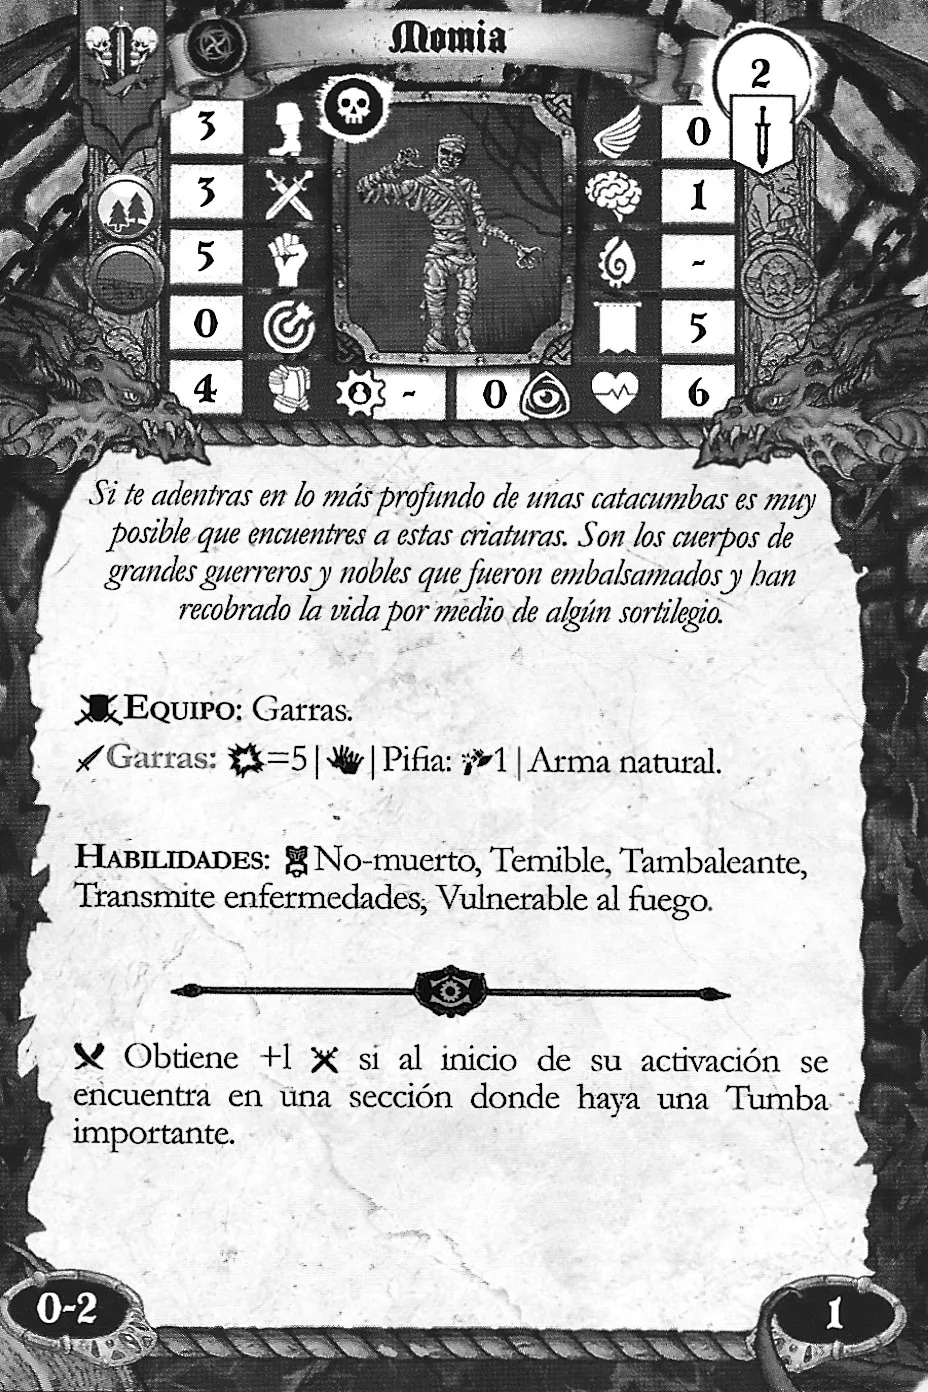 Momia
2
3
0
3
1
5
-
0
5
4
-
0
6
Si te adentras en lo más profundo de unas catacumbas es muy
posible que encuentres a estas criaturas. Son los cuerpos de
grandes guerreros y nobles que fueron embalsamados y han
recobrado la vida por medio de algún sortilegio.
EQUIPO: Garras.
Garras: =5 | | Pifia: 1 | Arma natural.
HABILIDADES: No-muerto, Temible, Tambaleante,
Transmite enfermedades, Vulnerable al fuego.
Obtiene +1 si al inicio de su activación se
encuentra en una sección donde haya una Tumba
importante.
0-2
1